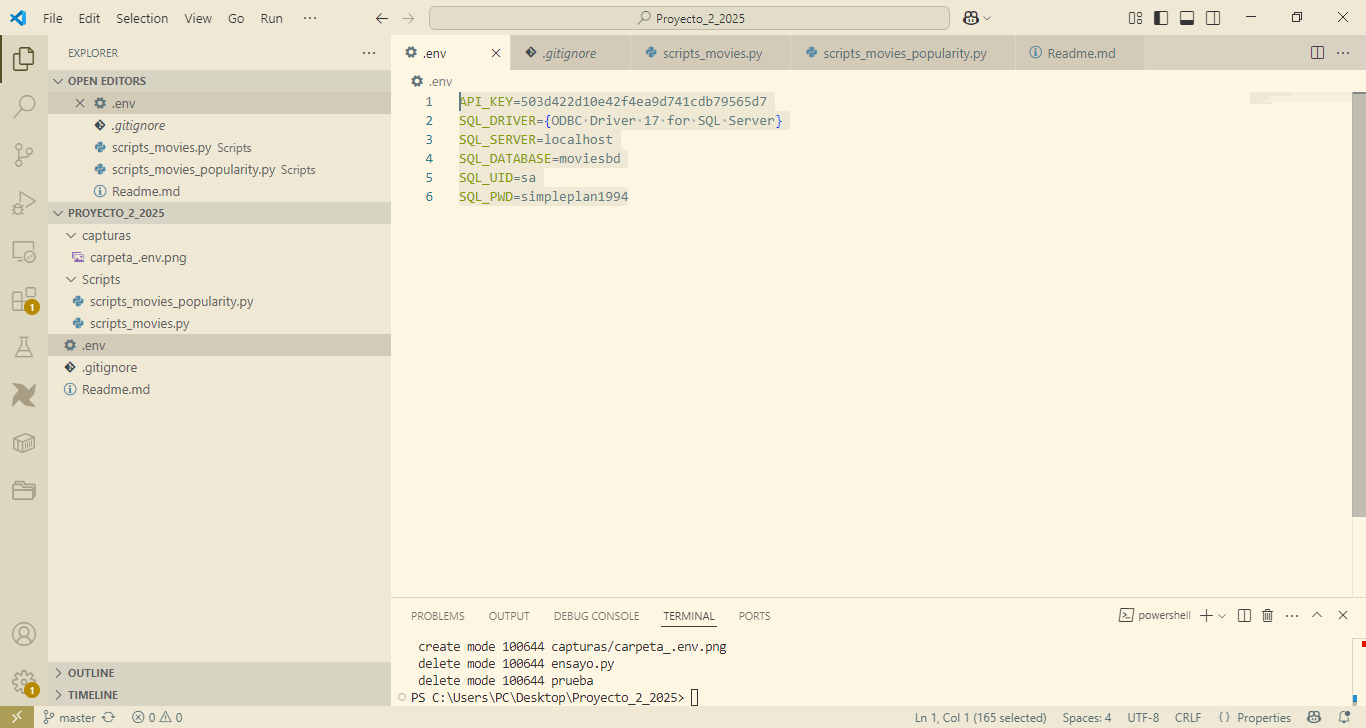 File Edit Selection View Go Run ··· Proyecto_2_2025
EXPLORER
OPEN EDITORS
.env
.gitignore
scripts_movies.py Scripts
scripts_movies_popularity.py Scripts
Readme.md
PROYECTO_2_2025
capturas
carpeta_.env.png
Scripts
scripts_movies_popularity.py
scripts_movies.py
.env
.gitignore
Readme.md
OUTLINE
TIMELINE
.env .gitignore scripts_movies.py scripts_movies_popularity.py Readme.md
.env
1 API_KEY=503d422d10e42f4ea9d741cdb79565d7
2 SQL_DRIVER={ODBC·Driver·17·for·SQL·Server}
3 SQL_SERVER=localhost
4 SQL_DATABASE=moviesbd
5 SQL_UID=sa
6 SQL_PWD=simpleplan1994
PROBLEMS OUTPUT DEBUG CONSOLE TERMINAL PORTS powershell
create mode 100644 capturas/carpeta_.env.png
delete mode 100644 ensayo.py
delete mode 100644 prueba
PS C:\Users\PC\Desktop\Proyecto_2_2025>
1
1
master 0 0 Ln 1, Col 1 (165 selected) Spaces: 4 UTF-8 CRLF {} Properties